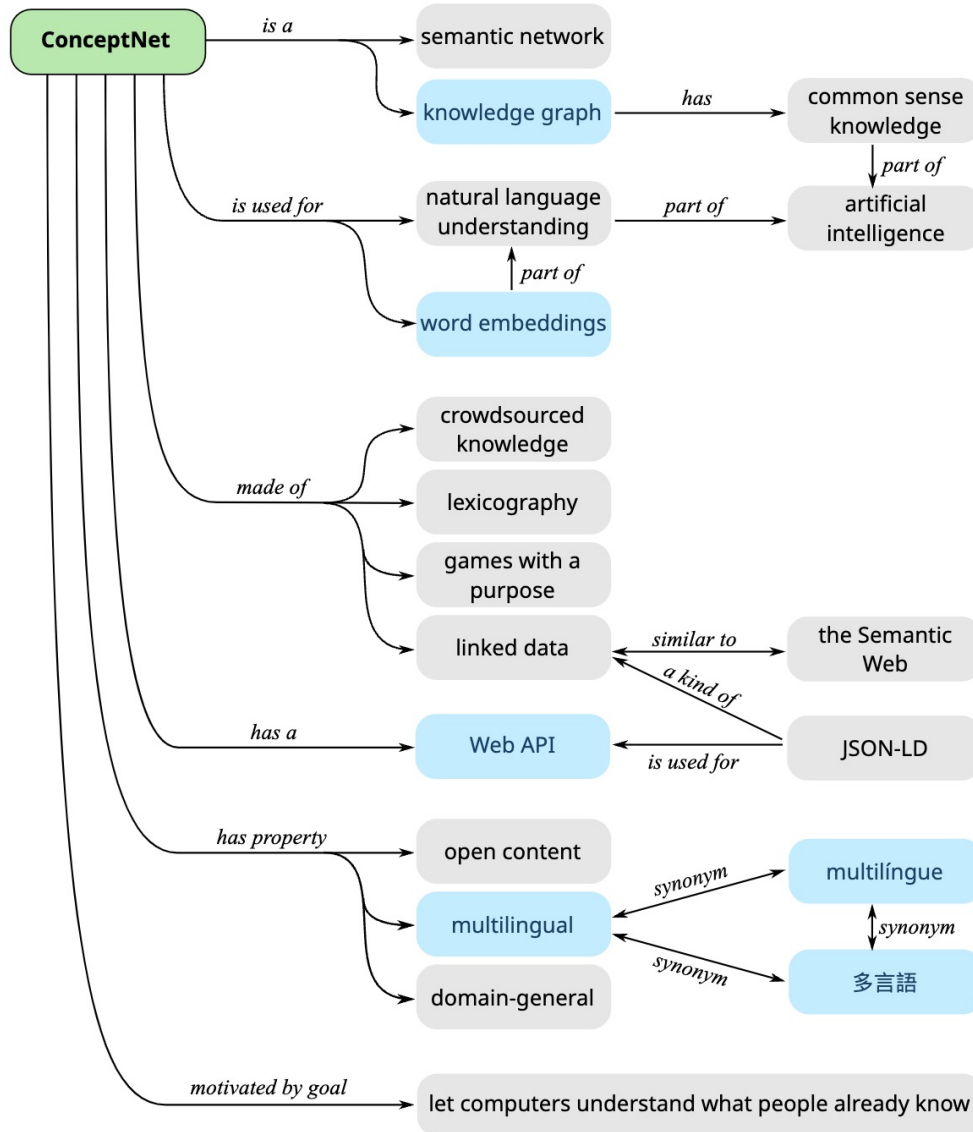 ConceptNet
is a
semantic network
knowledge graph
has
common sense
knowledge
part of
is used for
natural language
understanding
part of
artificial
intelligence
part of
word embeddings
crowdsourced
knowledge
made of
lexicography
games with a
purpose
linked data
similar to
the Semantic
Web
a kind of
has a
Web API
is used for
JSON-LD
has property
open content
synonym
multilíngue
multilingual
synonym
synonym
多言語
domain-general
motivated by goal
let computers understand what people already know